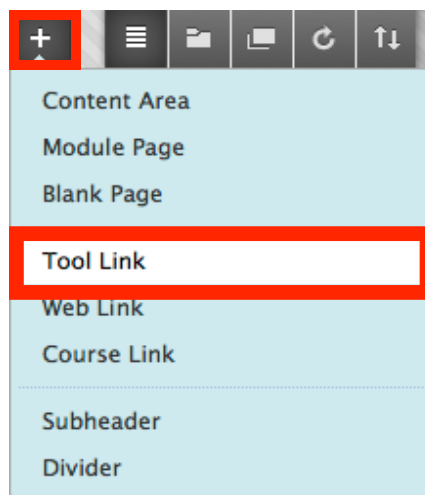 Content Area
Module Page
Blank Page
Tool Link
Web Link
Course Link
Subheader
Divider